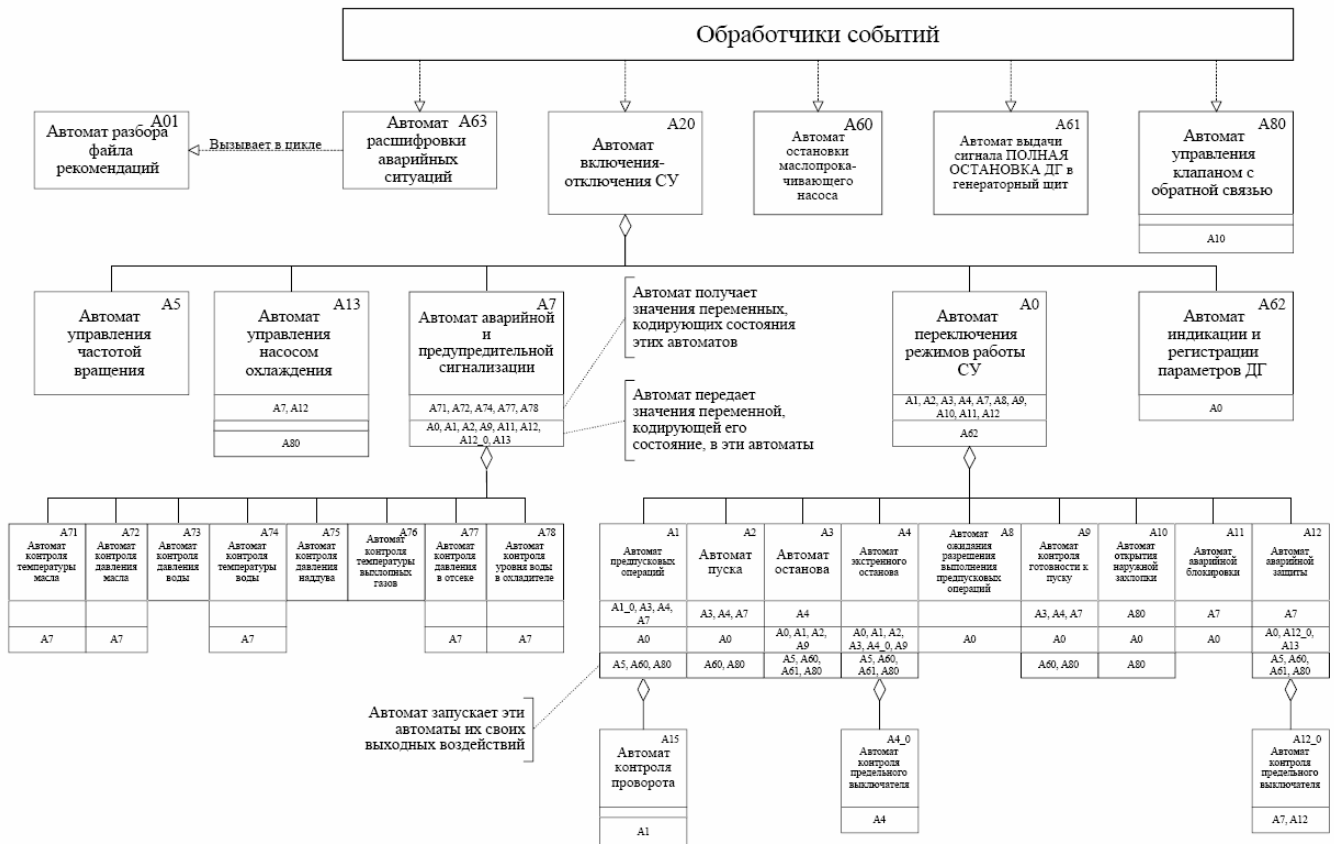 Обработчики событий
A01
Автомат разбора
файла
рекомендаций
Вызывает в цикле
A63
Автомат
расшифровки
аварийных
ситуаций
A20
Автомат
включения-
отключения СУ
A60
Автомат
остановки
маслопрока-
чивающего
насоса
A61
Автомат выдачи
сигнала ПОЛНАЯ
ОСТАНОВКА ДГ в
генераторный щит
A80
Автомат
управления
клапаном с
обратной связью
A10
A5
Автомат
управления
частотой
вращения
A13
Автомат
управления
насосом
охлаждения
A7, A12
A80
A7
Автомат аварийной
и
предупредительной
сигнализации
A71, A72, A74, A77, A78
A0, A1, A2, A9, A11, A12,
A12_0, A13
Автомат получает
значения переменных,
кодирующих состояния
этих автоматов
Автомат передает
значения переменной,
кодирующей его
состояние, в эти автоматы
A0
Автомат
переключения
режимов работы
СУ
A1, A2, A3, A4, A7, A8, A9,
A10, A11, A12
A62
A62
Автомат
индикации и
регистрации
параметров ДГ
A0
A71
Автомат
контроля
температуры
масла
A7
A72
Автомат
контроля
давления
масла
A7
A73
Автомат
контроля
давления
воды
A74
Автомат
контроля
температуры
воды
A7
A75
Автомат
контроля
давления
наддува
A76
Автомат
контроля
температуры
выхлопных
газов
A77
Автомат
контроля
давления
в отсеке
A7
A78
Автомат
контроля
уровня воды
в охладителе
A7
A1
Автомат
предпусковых
операций
A1_0, A3, A4,
A7
A0
A5, A60, A80
A2
Автомат
пуска
A3, A4, A7
A0
A60, A80
A3
Автомат
останова
A4
A0, A1, A2,
A9
A5, A60,
A61, A80
A4
Автомат
экстренного
останова
A0, A1, A2,
A3, A4_0, A9
A5, A60,
A61, A80
A8
Автомат
ожидания
разрешения
выполнения
предпусковых
операций
A0
A9
Автомат
контроля
готовности к
пуску
A3, A4, A7
A0
A60, A80
A10
Автомат
открытия
наружной
захлопки
A80
A0
A80
A11
Автомат
аварийной
блокировки
A7
A0
A12
Автомат
аварийной
защиты
A7
A0, A12_0,
A13
A5, A60,
A61, A80
Автомат запускает эти
автоматы их своих
выходных воздействий
A15
Автомат
контроля
проворота
A1
A4_0
Автомат
контроля
предельного
выключателя
A4
A12_0
Автомат
контроля
предельного
выключателя
A7, A12